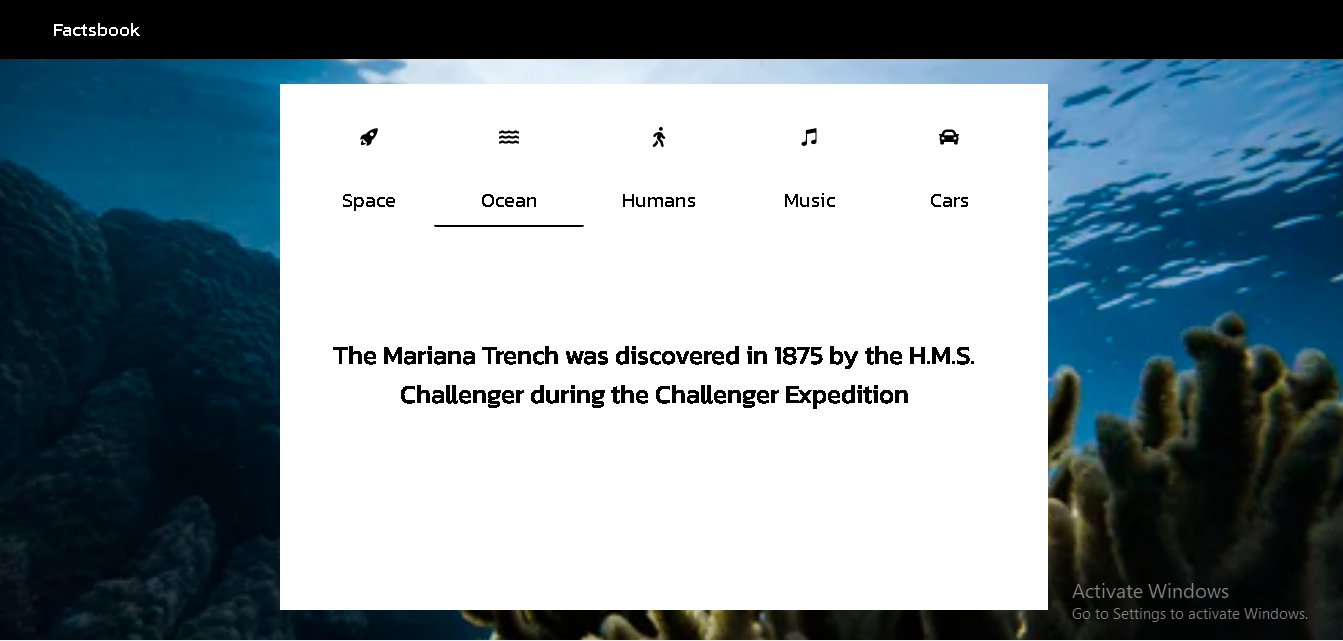 Factsbook
Space
Ocean
Humans
Music
Cars
The Mariana Trench was discovered in 1875 by the H.M.S.
Challenger during the Challenger Expedition
Activate Windows
Go to Settings to activate Windows.